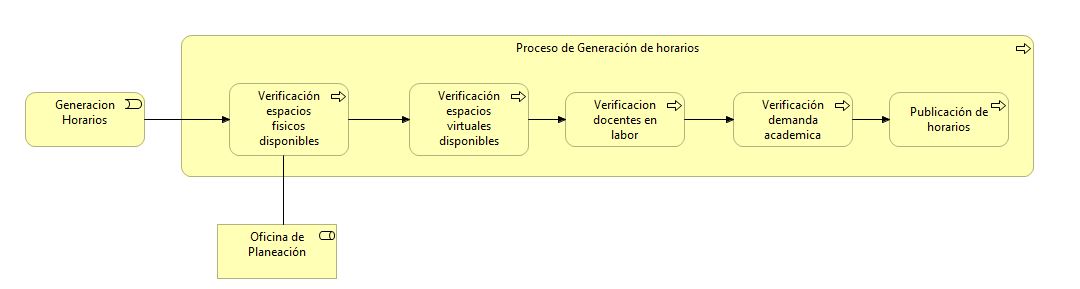 Proceso de Generación de horarios
Generacion
Horarios
Verificación
espacios
fisicos
disponibles
Verificación
espacios
virtuales
disponibles
Verificacion
docentes en
labor
Verificación
demanda
academica
Publicación de
horarios
Oficina de
Planeación